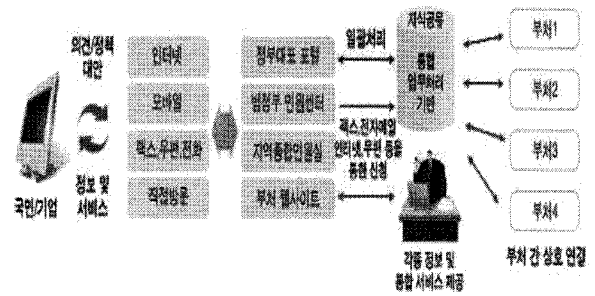 의견/정책
대안
정보 및
서비스
국민/기업
인터넷
모바일
팩스,우편,전화
직접방문
정부대표 포털
범정부 민원센터
지역종합민원실
부처 웹사이트
일괄처리
팩스,전자메일
인터넷,우편 등을
통한 신청
지식공유
통합
업무처리
기반
각종 정보 및
통합 서비스 제공
부처1
부처2
부처3
부처4
부처 간 상호 연결